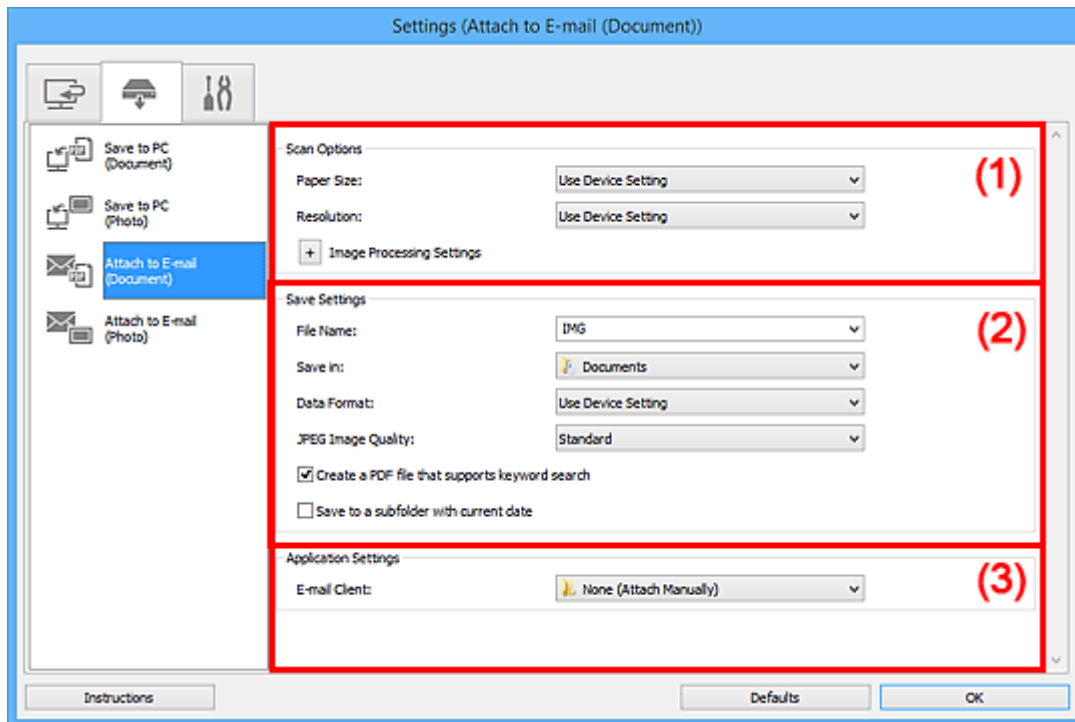 Settings (Attach to E-mail (Document))
Save to PC
(Document)
Save to PC
(Photo)
Attach to E-mail
(Document)
Attach to E-mail
(Photo)
Scan Options
(1)
Paper Size: Use Device Setting
Resolution: Use Device Setting
+ Image Processing Settings
Save Settings
(2)
File Name: IMG
Save in: Documents
Data Format: Use Device Setting
JPEG Image Quality: Standard
Create a PDF file that supports keyword search
Save to a subfolder with current date
Application Settings
(3)
E-mail Client: None (Attach Manually)
Instructions Defaults OK